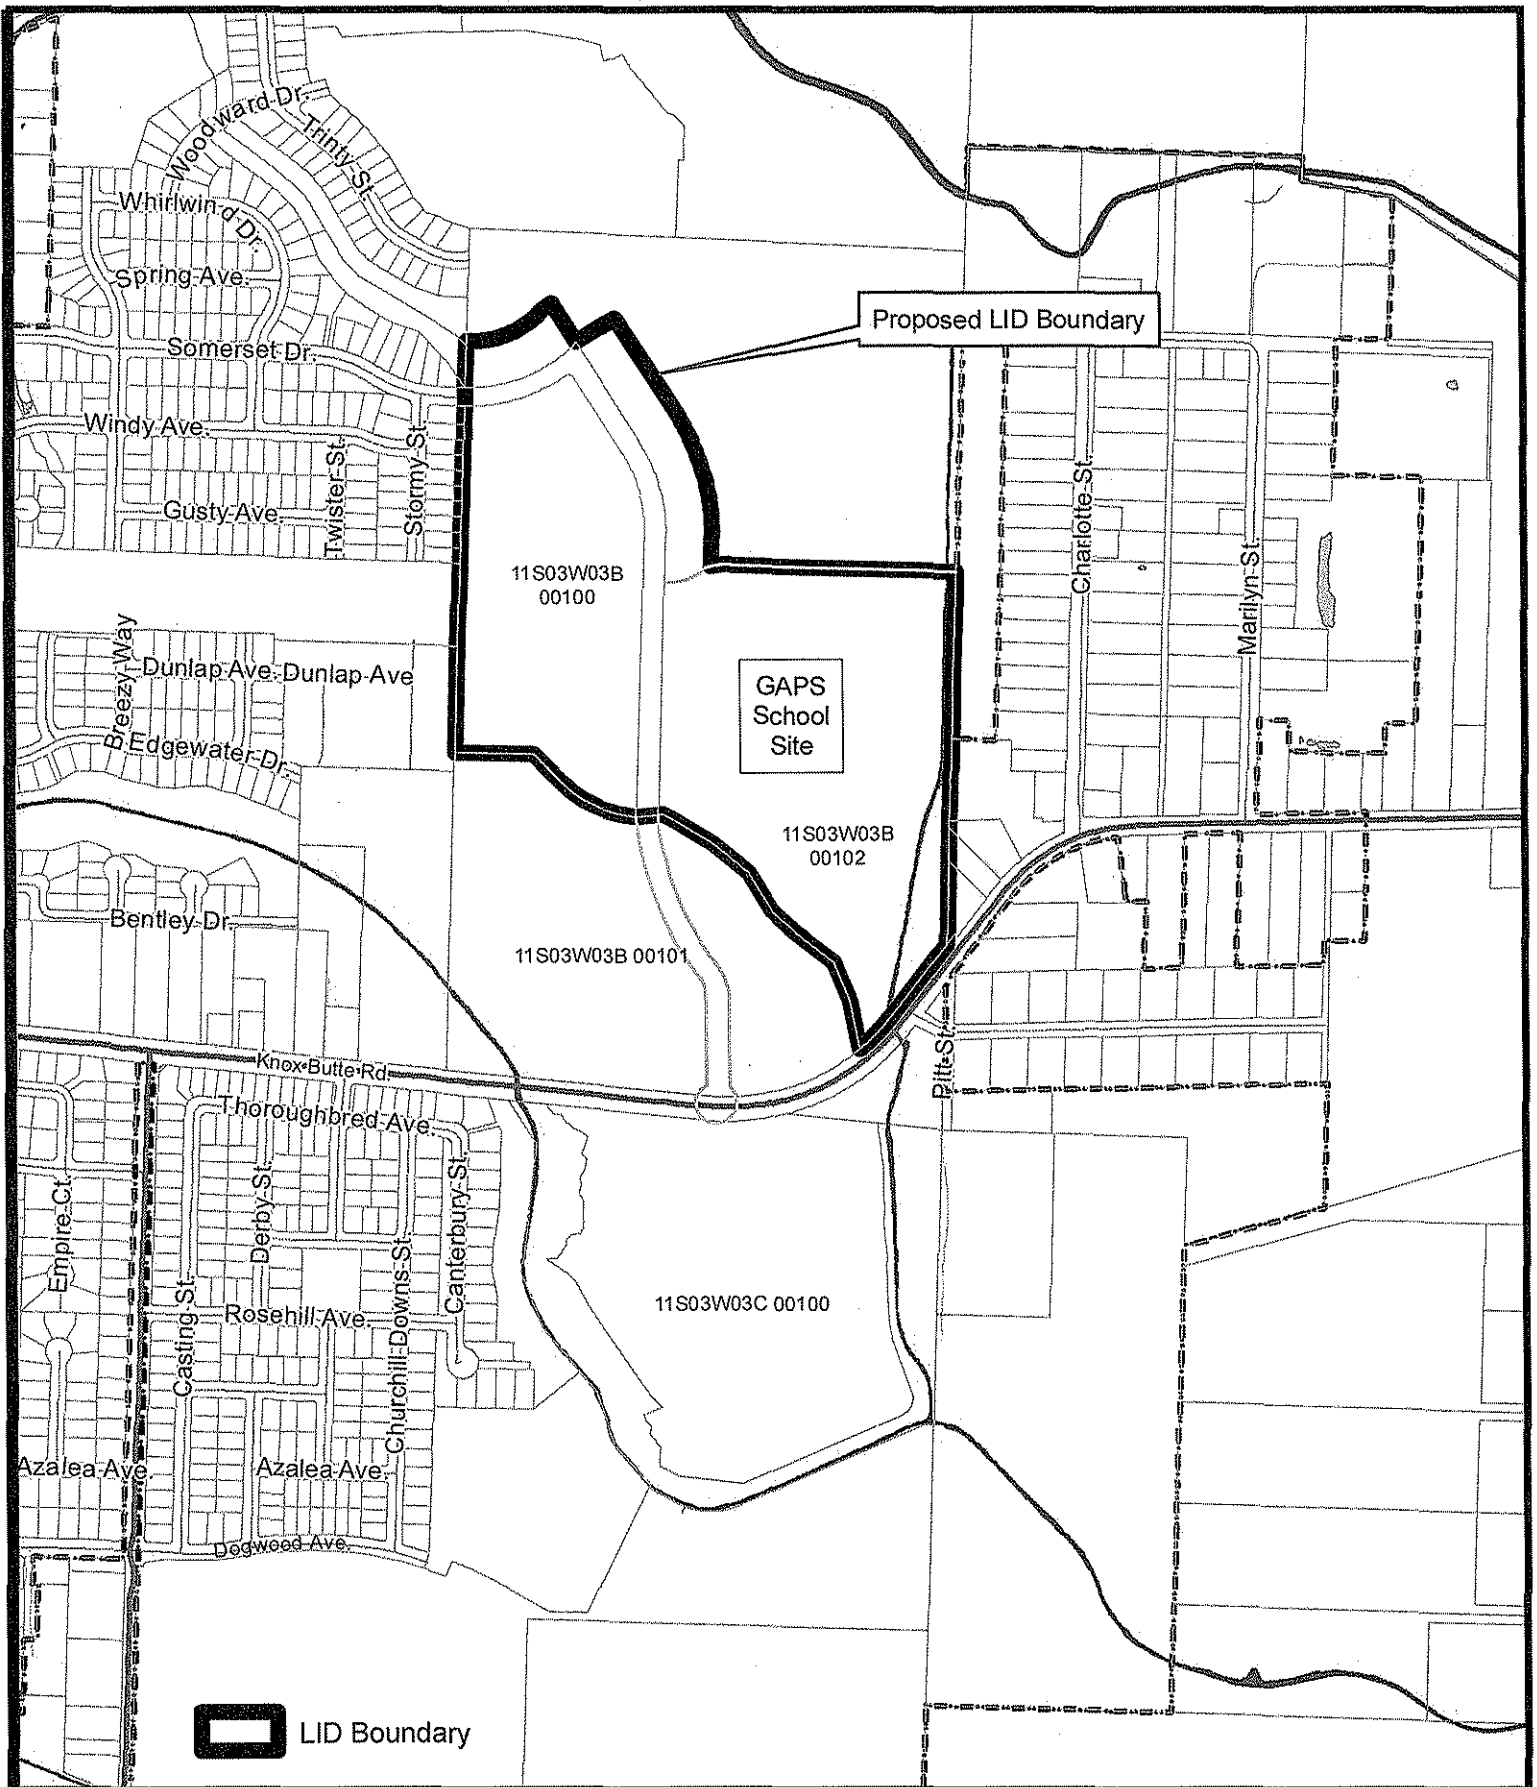 Woodward Dr.
Trinty St.
Whirlwind Dr.
Spring Ave.
Proposed LID Boundary
Somerset Dr.
Windy Ave.
Twister St.
Stormy St.
Gusty Ave.
Charlotte St.
Marilyn St.
11S03W03B
00100
Breezy Way
Dunlap Ave.
Dunlap Ave
Edgewater Dr.
GAPS
School
Site
11S03W03B
00102
Bentley Dr.
11S03W03B 00101
Knox Butte Rd.
Pitt St.
Thoroughbred Ave.
Empire Ct.
Derby St.
Canterbury St.
Casting St.
Rosehill Ave.
Churchill Downs St.
11S03W03C 00100
Azalea Ave.
Azalea Ave.
Dogwood Ave.
LID Boundary